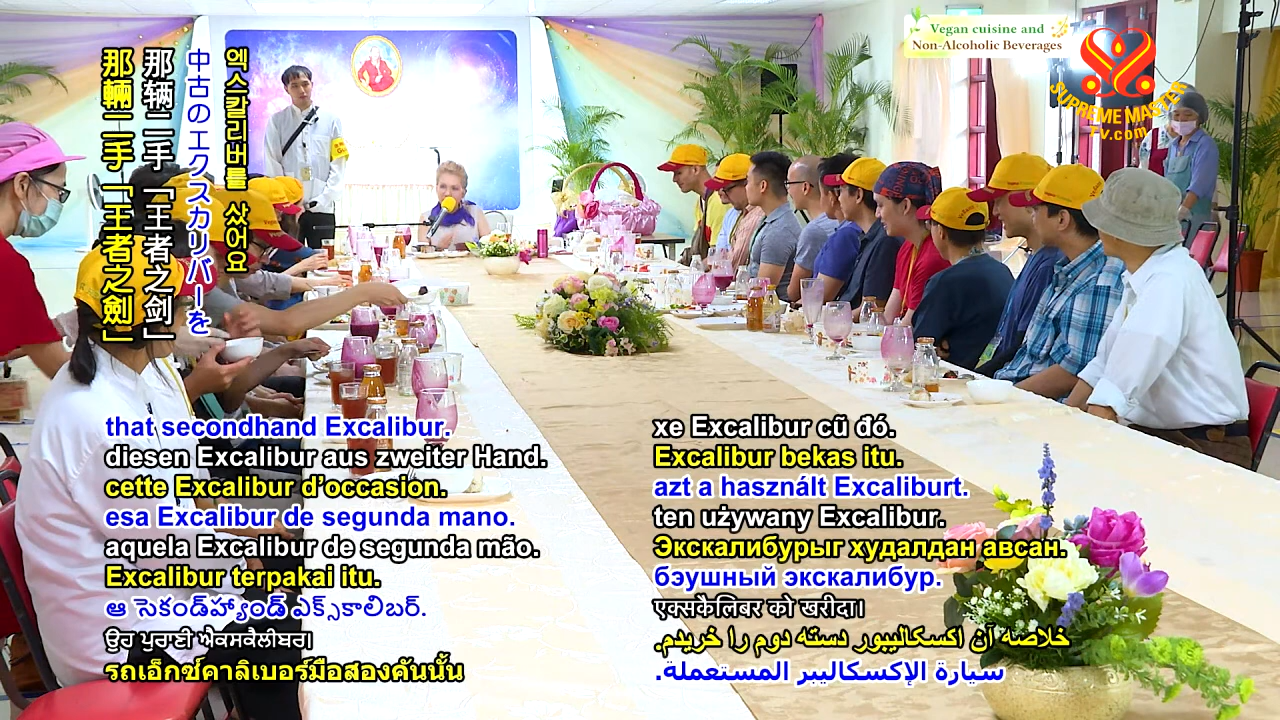 Vegan cuisine and
Non-Alcoholic Beverages
SUPREME MASTER
Tv.com
엑스칼리버를 샀어요
中古のエクスカリバーを
那辆二手「王者之剑」
那輛二手「王者之劍」
that secondhand Excalibur.
diesen Excalibur aus zweiter Hand.
cette Excalibur d’occasion.
esa Excalibur de segunda mano.
aquela Excalibur de segunda mão.
Excalibur terpakai itu.
ఆ సెకండ్‌హ్యాండ్ ఎక్స్‌కాలిబర్.
ਉਹ ਪੁਰਾਣੀ ਐਕਸਕੈਲੀਬਰ।
รถเอ็กซ์คาลิเบอร์มือสองคันนั้น
xe Excalibur cũ đó.
Excalibur bekas itu.
azt a használt Excaliburt.
ten używany Excalibur.
Экскалибурыг худалдан авсан.
бэушный экскалибур.
एक्सकैलिबर को खरीदा।
خلاصه آن اکسکالیبور دسته دوم را خریدم.
سيارة الإكسكاليبر المستعملة.